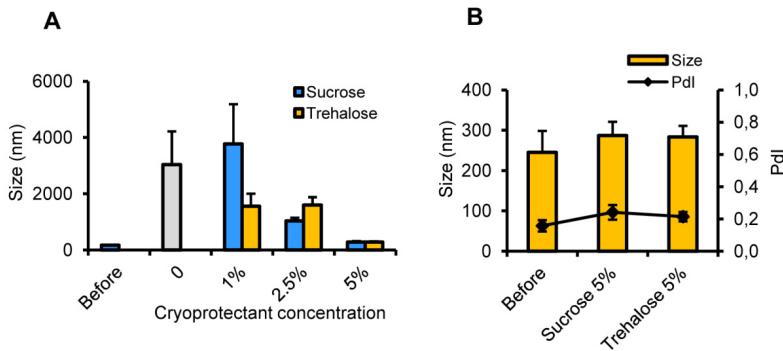 A
6000
4000
2000
0
Size (nm)
Sucrose
Trehalose
Before
0
1%
2.5%
5%
Cryoprotectant concentration
B
Size
PdI
400
300
200
100
0
Size (nm)
1,0
0,8
0,6
0,4
0,2
0,0
PdI
Before
Sucrose 5%
Trehalose 5%